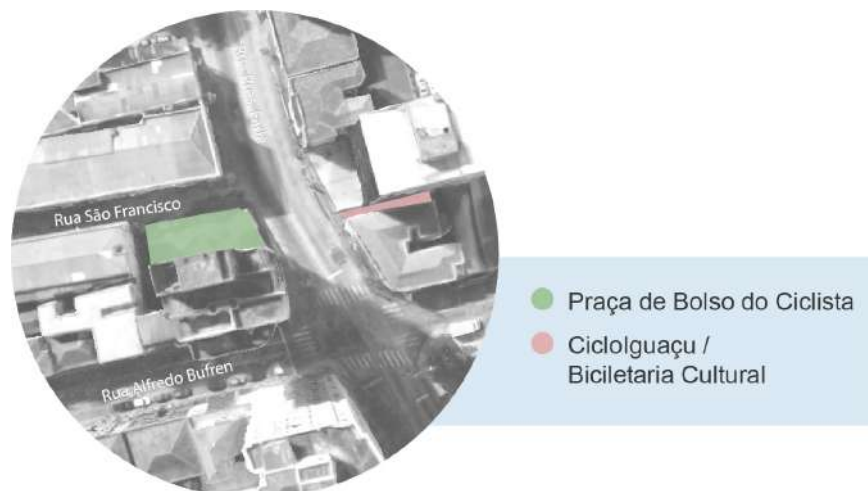 Rua São Francisco
Rua Alfredo Bufren
Praça de Bolso do Ciclista
CicloIguaçu /
Biciletaria Cultural